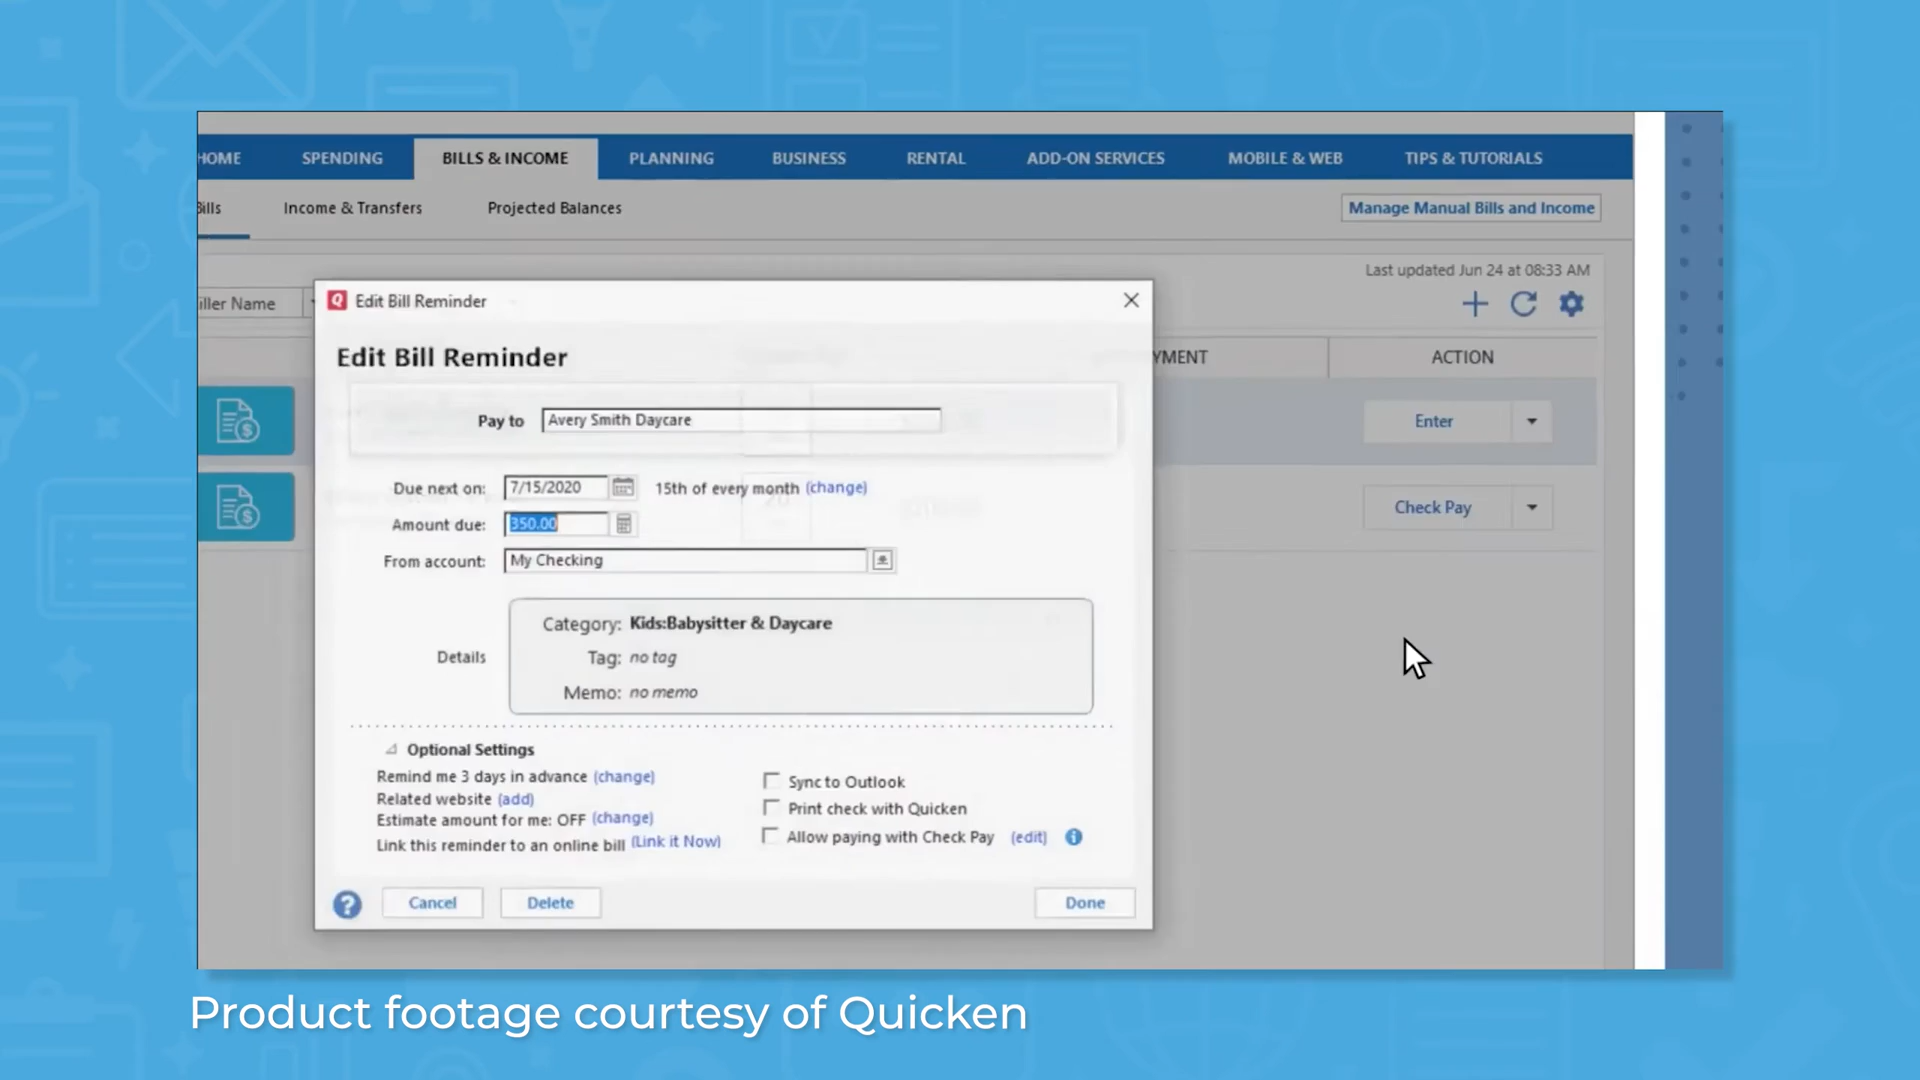 HOME SPENDING BILLS & INCOME PLANNING BUSINESS RENTAL ADD-ON SERVICES MOBILE & WEB TIPS & TUTORIALS
Bills Income & Transfers Projected Balances Manage Manual Bills and Income
Last updated Jun 24 at 08:33 AM
iller Name
Edit Bill Reminder
Edit Bill Reminder
YMENT ACTION
Pay to Avery Smith Daycare
Enter
Due next on: 7/15/2020 15th of every month (change)
Amount due: 350.00
Check Pay
From account: My Checking
Category: Kids:Babysitter & Daycare
Details Tag: no tag
Memo: no memo
Optional Settings
Remind me 3 days in advance (change)
Related website (add)
Estimate amount for me: OFF (change)
Link this reminder to an online bill (Link it Now)
Sync to Outlook
Print check with Quicken
Allow paying with Check Pay (edit)
Cancel Delete Done
Product footage courtesy of Quicken